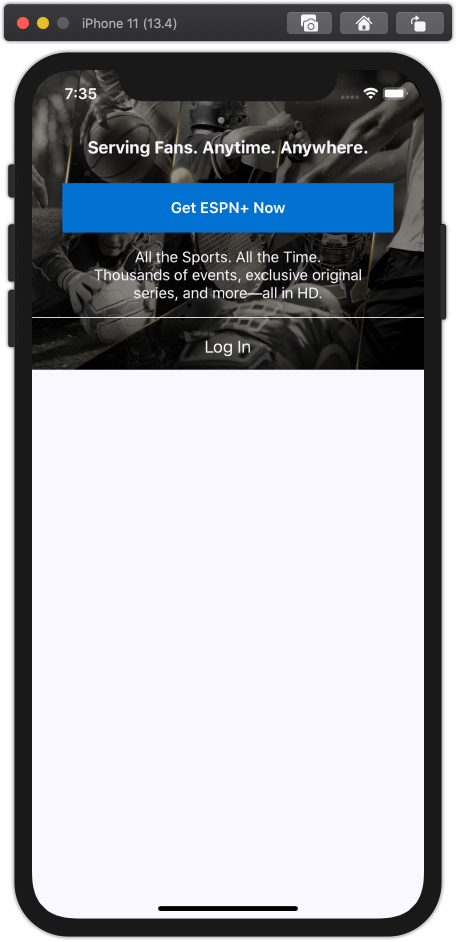 iPhone 11 (13.4)
7:35
Serving Fans. Anytime. Anywhere.
Get ESPN+ Now
All the Sports. All the Time.
Thousands of events, exclusive original
series, and more—all in HD.
Log In